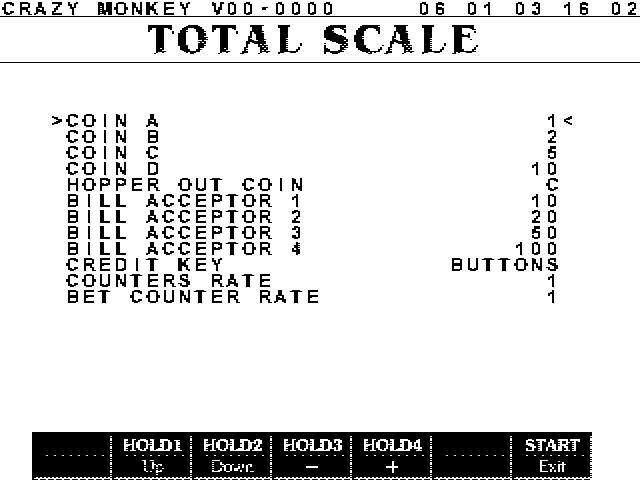 CRAZY MONKEY V00-0000 06 01 03 16 02
TOTAL SCALE
>COIN A 1<
COIN B 2
COIN C 5
COIN D 10
HOPPER OUT COIN C
BILL ACCEPTOR 1 10
BILL ACCEPTOR 2 20
BILL ACCEPTOR 3 50
BILL ACCEPTOR 4 100
CREDIT KEY BUTTONS
COUNTERS RATE 1
BET COUNTER RATE 1
........ HOLD1 HOLD2 HOLD3 HOLD4 ........ START
Up Down - + Exit